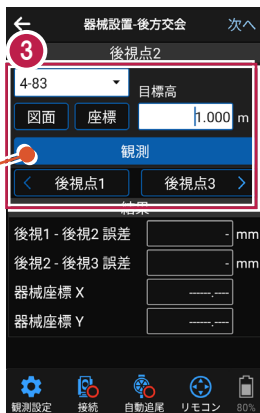 器械設置-後方交会
次へ
3
後視点2
4-83
目標高
図面
座標
1.000 m
観測
後視点1
後視点3
結果
後視1 - 後視2 誤差
- mm
後視2 - 後視3 誤差
- mm
器械座標 X
------.----
器械座標 Y
------.----
観測設定
接続
自動追尾
リモコン
80%